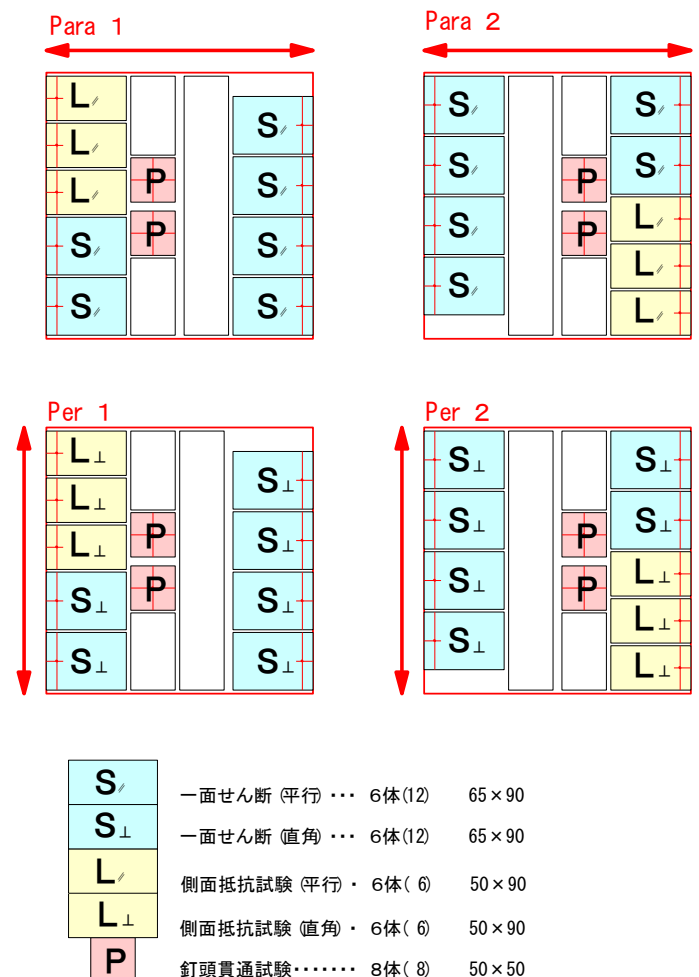 Para 1
Para 2
L〃
S〃
S〃
L〃
S〃
P
S〃
S〃
P
S〃
L〃
P
S〃
L〃
S〃
P
S〃
S〃
L〃
S〃
S〃
L〃
Per 1
Per 2
L⊥
S⊥
S⊥
S⊥
L⊥
S⊥
S⊥
P
S⊥
P
L⊥
S⊥
P
S⊥
P
L⊥
S⊥
S⊥
L⊥
S⊥
S⊥
L⊥
S〃
一面せん断(平行)・・・ 6体(12) 65×90
S⊥
一面せん断(直角)・・・ 6体(12) 65×90
L〃
側面抵抗試験(平行)・ 6体( 6) 50×90
L⊥
側面抵抗試験(直角)・ 6体( 6) 50×90
P
釘頭貫通試験・・・・・・・ 8体( 8) 50×50